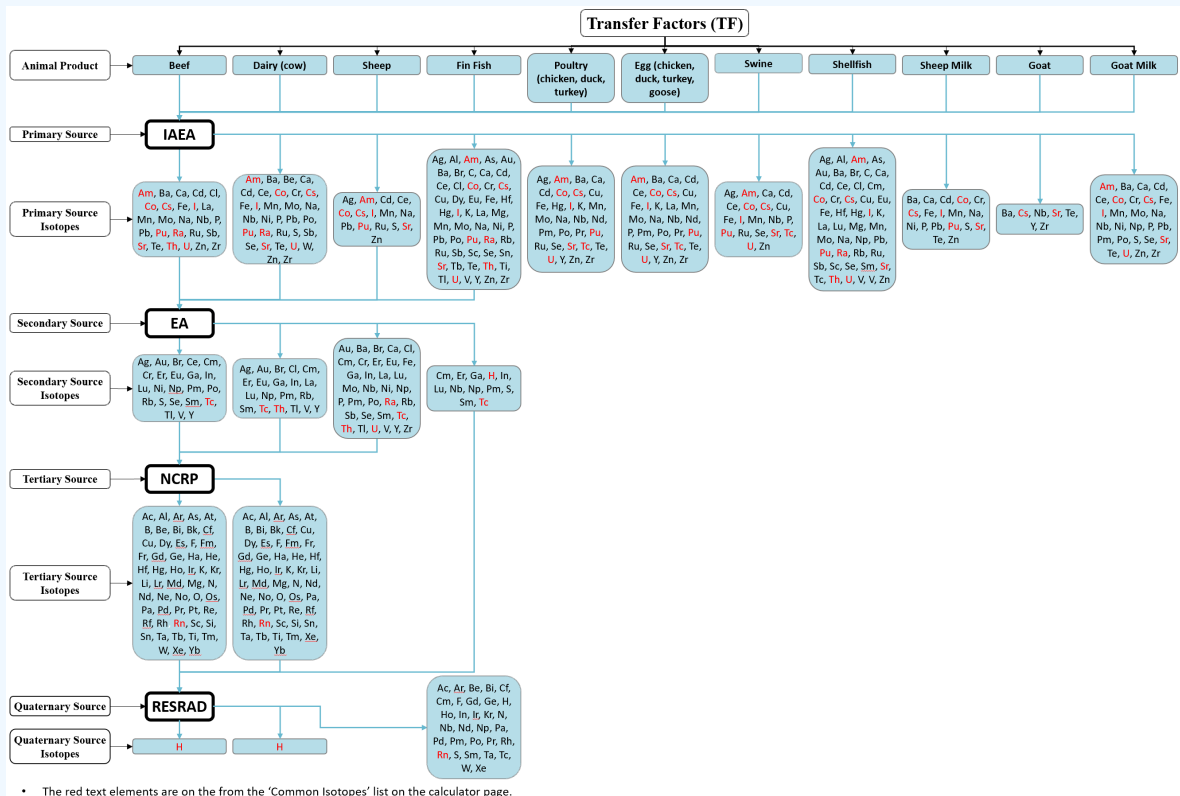 Transfer Factors (TF)
Animal Product
Beef
Dairy (cow)
Sheep
Fin Fish
Poultry
(chicken, duck,
turkey)
Egg (chicken,
duck, turkey,
goose)
Swine
Shellfish
Sheep Milk
Goat
Goat Milk
Primary Source
IAEA
Primary Source
Isotopes
Am, Ba, Ca, Cd, Cl,
Co, Cs, Fe, I, La,
Mn, Mo, Na, Nb, P,
Pb, Pu, Ra, Ru, Sb,
Sr, Te, Th, U, Zn, Zr
Am, Ba, Be, Ca,
Cd, Ce, Co, Cr, Cs,
Fe, I, Mn, Mo, Na,
Nb, Ni, P, Pb, Po,
Pu, Ra, Ru, S, Sb,
Se, Sr, Te, U, W,
Zn, Zr
Ag, Am, Cd, Ce,
Co, Cs, I, Mn, Na,
Pb, Pu, Ru, S, Sr,
Zn
Ag, Al, Am, As, Au,
Ba, Br, C, Ca, Cd,
Ce, Cl, Co, Cr, Cs,
Cu, Dy, Eu, Fe, Hf,
Hg, I, K, La, Mg,
Mn, Mo, Na, Ni, P,
Pb, Po, Pu, Ra, Rb,
Ru, Sb, Sc, Se, Sn,
Sr, Tb, Te, Th, Ti,
Tl, U, V, Y, Zn, Zr
Ag, Am, Ba, Ca,
Cd, Co, Cs, Cu,
Fe, Hg, I, K, Mn,
Mo, Na, Nb, Nd,
Pm, Po, Pr, Pu,
Ru, Se, Sr, Tc, Te,
U, Y, Zn, Zr
Am, Ba, Ca, Cd,
Ce, Co, Cs, Cu,
Fe, I, K, La, Mn,
Mo, Na, Nb, Nd,
P, Pm, Po, Pr, Pu,
Ru, Se, Sr, Tc, Te,
U, Y, Zn, Zr
Ag, Am, Ca, Cd,
Ce, Co, Cs, Cu,
Fe, I, Mn, Nb, P,
Pu, Ru, Se, Sr, Tc,
U, Zn
Ag, Al, Am, As,
Au, Ba, Br, C, Ca,
Cd, Ce, Cl, Cm,
Co, Cr, Cs, Cu, Eu,
Fe, Hf, Hg, I, K,
La, Lu, Mg, Mn,
Mo, Na, Np, Pb,
Pu, Ra, Rb, Ru,
Sb, Sc, Se, Sm, Sr,
Tc, Th, U, V, V, Zn
Ba, Ca, Cd, Co, Cr,
Cs, Fe, I, Mn, Na,
Ni, P, Pb, Pu, S, Sr,
Te, Zn
Ba, Cs, Nb, Sr, Te,
Y, Zr
Am, Ba, Ca, Cd,
Ce, Co, Cr, Cs, Fe,
I, Mn, Mo, Na,
Nb, Ni, Np, P, Pb,
Pm, Po, S, Se, Sr,
Te, U, Zn, Zr
Secondary Source
EA
Secondary Source
Isotopes
Ag, Au, Br, Ce, Cm,
Cr, Er, Eu, Ga, In,
Lu, Ni, Np, Pm, Po,
Rb, S, Se, Sm, Tc,
Tl, V, Y
Ag, Au, Br, Cl, Cm,
Er, Eu, Ga, In, La,
Lu, Np, Pm, Rb,
Sm, Tc, Th, Tl, V, Y
Au, Ba, Br, Ca, Cl,
Cm, Cr, Er, Eu, Fe,
Ga, In, La, Lu,
Mo, Nb, Ni, Np,
P, Pm, Po, Ra, Rb,
Sb, Se, Sm, Tc,
Th, Tl, U, V, Y, Zr
Cm, Er, Ga, H, In,
Lu, Nb, Np, Pm, S,
Sm, Tc
Tertiary Source
NCRP
Tertiary Source
Isotopes
Ac, Al, Ar, As, At,
B, Be, Bi, Bk, Cf,
Cu, Dy, Es, F, Fm,
Fr, Gd, Ge, Ha, He,
Hf, Hg, Ho, Ir, K, Kr,
Li, Lr, Md, Mg, N,
Nd, Ne, No, O, Os,
Pa, Pd, Pr, Pt, Re,
Rf, Rh, Rn, Sc, Si,
Sn, Ta, Tb, Ti, Tm,
W, Xe, Yb
Ac, Al, Ar, As, At,
B, Bi, Bk, Cf, Cu,
Dy, Es, F, Fm, Fr,
Gd, Ge, Ha, He, Hf,
Hg, Ho, Ir, K, Kr, Li,
Lr, Md, Mg, N, Nd,
Ne, No, O, Os, Pa,
Pd, Pr, Pt, Re, Rf,
Rh, Rn, Sc, Si, Sn,
Ta, Tb, Ti, Tm, Xe,
Yb
Quaternary Source
RESRAD
Quaternary Source
Isotopes
H
H
Ac, Ar, Be, Bi, Cf,
Cm, F, Gd, Ge, H,
Ho, In, Ir, Kr, N,
Nb, Nd, Np, Pa,
Pd, Pm, Po, Pr, Rh,
Rn, S, Sm, Ta, Tc,
W, Xe
• The red text elements are on the from the 'Common Isotopes' list on the calculator page.